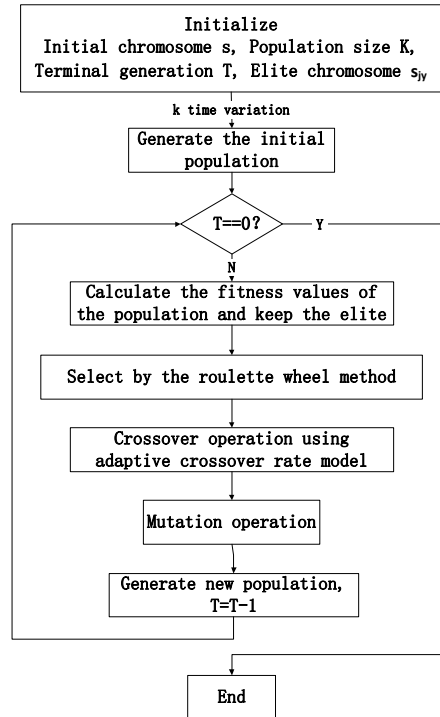 Initialize
Initial chromosome s, Population size K,
Terminal generation T, Elite chromosome sjy
k time variation
Generate the initial
population
T==0?
Y
N
Calculate the fitness values of
the population and keep the elite
Select by the roulette wheel method
Crossover operation using
adaptive crossover rate model
Mutation operation
Generate new population,
T=T-1
End